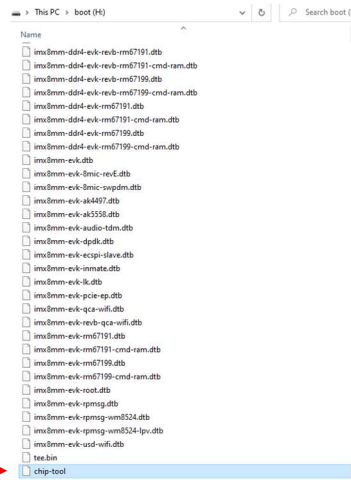 This PC > boot (H:)
Search boot (
Name
imx8mm-ddr4-evk-revb-rm67191.dtb
imx8mm-ddr4-evk-revb-rm67191-cmd-ram.dtb
imx8mm-ddr4-evk-revb-rm67199.dtb
imx8mm-ddr4-evk-revb-rm67199-cmd-ram.dtb
imx8mm-ddr4-evk-rm67191.dtb
imx8mm-ddr4-evk-rm67191-cmd-ram.dtb
imx8mm-ddr4-evk-rm67199.dtb
imx8mm-ddr4-evk-rm67199-cmd-ram.dtb
imx8mm-evk.dtb
imx8mm-evk-8mic-revE.dtb
imx8mm-evk-8mic-swpdm.dtb
imx8mm-evk-ak4497.dtb
imx8mm-evk-ak5558.dtb
imx8mm-evk-audio-tdm.dtb
imx8mm-evk-dpdk.dtb
imx8mm-evk-ecspi-slave.dtb
imx8mm-evk-inmate.dtb
imx8mm-evk-lk.dtb
imx8mm-evk-pcie-ep.dtb
imx8mm-evk-qca-wifi.dtb
imx8mm-evk-revb-qca-wifi.dtb
imx8mm-evk-rm67191.dtb
imx8mm-evk-rm67191-cmd-ram.dtb
imx8mm-evk-rm67199.dtb
imx8mm-evk-rm67199-cmd-ram.dtb
imx8mm-evk-root.dtb
imx8mm-evk-rpmsg.dtb
imx8mm-evk-rpmsg-wm8524.dtb
imx8mm-evk-rpmsg-wm8524-lpv.dtb
imx8mm-evk-usd-wifi.dtb
tee.bin
chip-tool